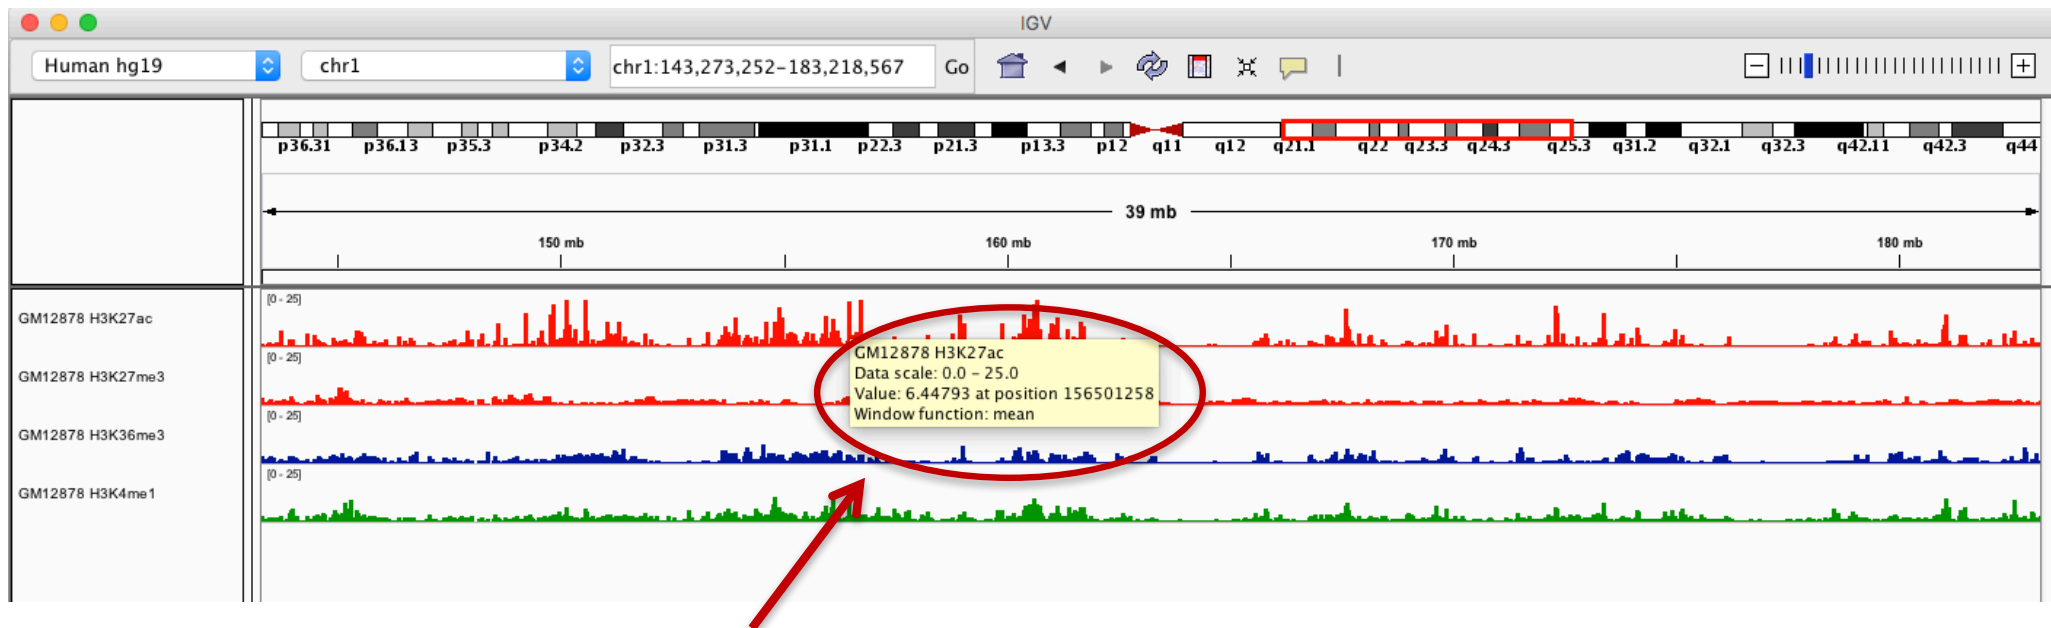 IGV
Human hg19 chr1 chr1:143,273,252-183,218,567 Go
p36.31 p36.13 p35.3 p34.2 p32.3 p31.3 p31.1 p22.3 p21.3 p13.3 p12 q11 q12 q21.1 q22 q23.3 q24.3 q25.3 q31.2 q32.1 q32.3 q42.11 q42.3 q44
39 mb
150 mb 160 mb 170 mb 180 mb
[0 - 25]
GM12878 H3K27ac
[0 - 25]
GM12878 H3K27me3
[0 - 25]
GM12878 H3K36me3
[0 - 25]
GM12878 H3K4me1
GM12878 H3K27ac
Data scale: 0.0 - 25.0
Value: 6.44793 at position 156501258
Window function: mean